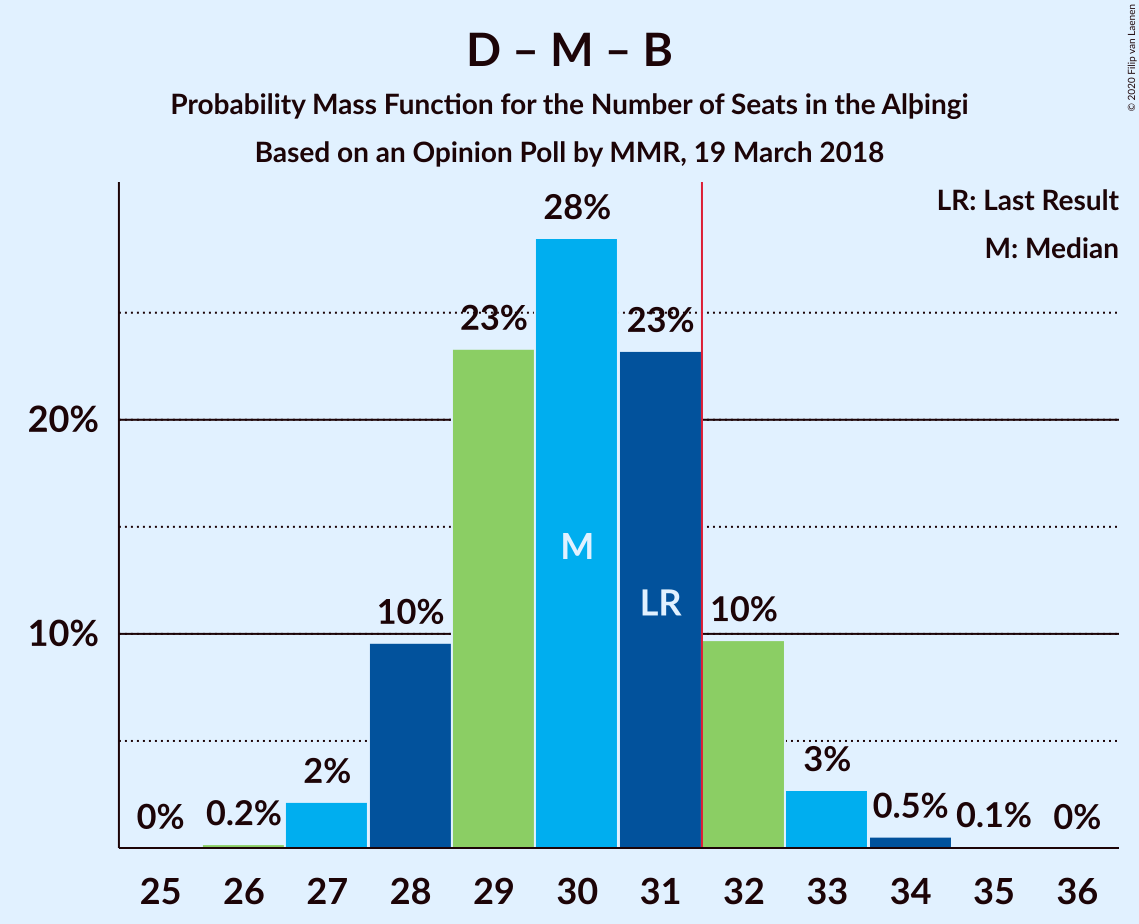 D – M – B
Probability Mass Function for the Number of Seats in the Alþingi
Based on an Opinion Poll by MMR, 19 March 2018
© 2020 Filip van Laenen
LR: Last Result
M: Median
28%
23%
23%
20%
M
LR
10%
10%
10%
2%
3%
0%
0.2%
0.5%
0.1%
0%
25 26 27 28 29 30 31 32 33 34 35 36